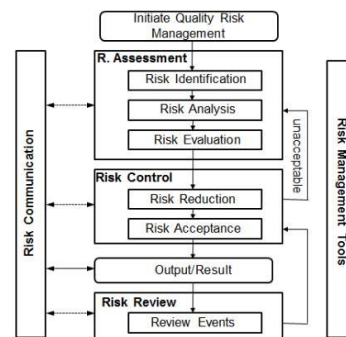 Initiate Quality Risk
Management
R. Assessment
Risk Identification
Risk Analysis
Risk Evaluation
unacceptable
Risk Control
Risk Reduction
Risk Acceptance
Output/Result
Risk Review
Review Events
Risk Communication
Risk Management Tools